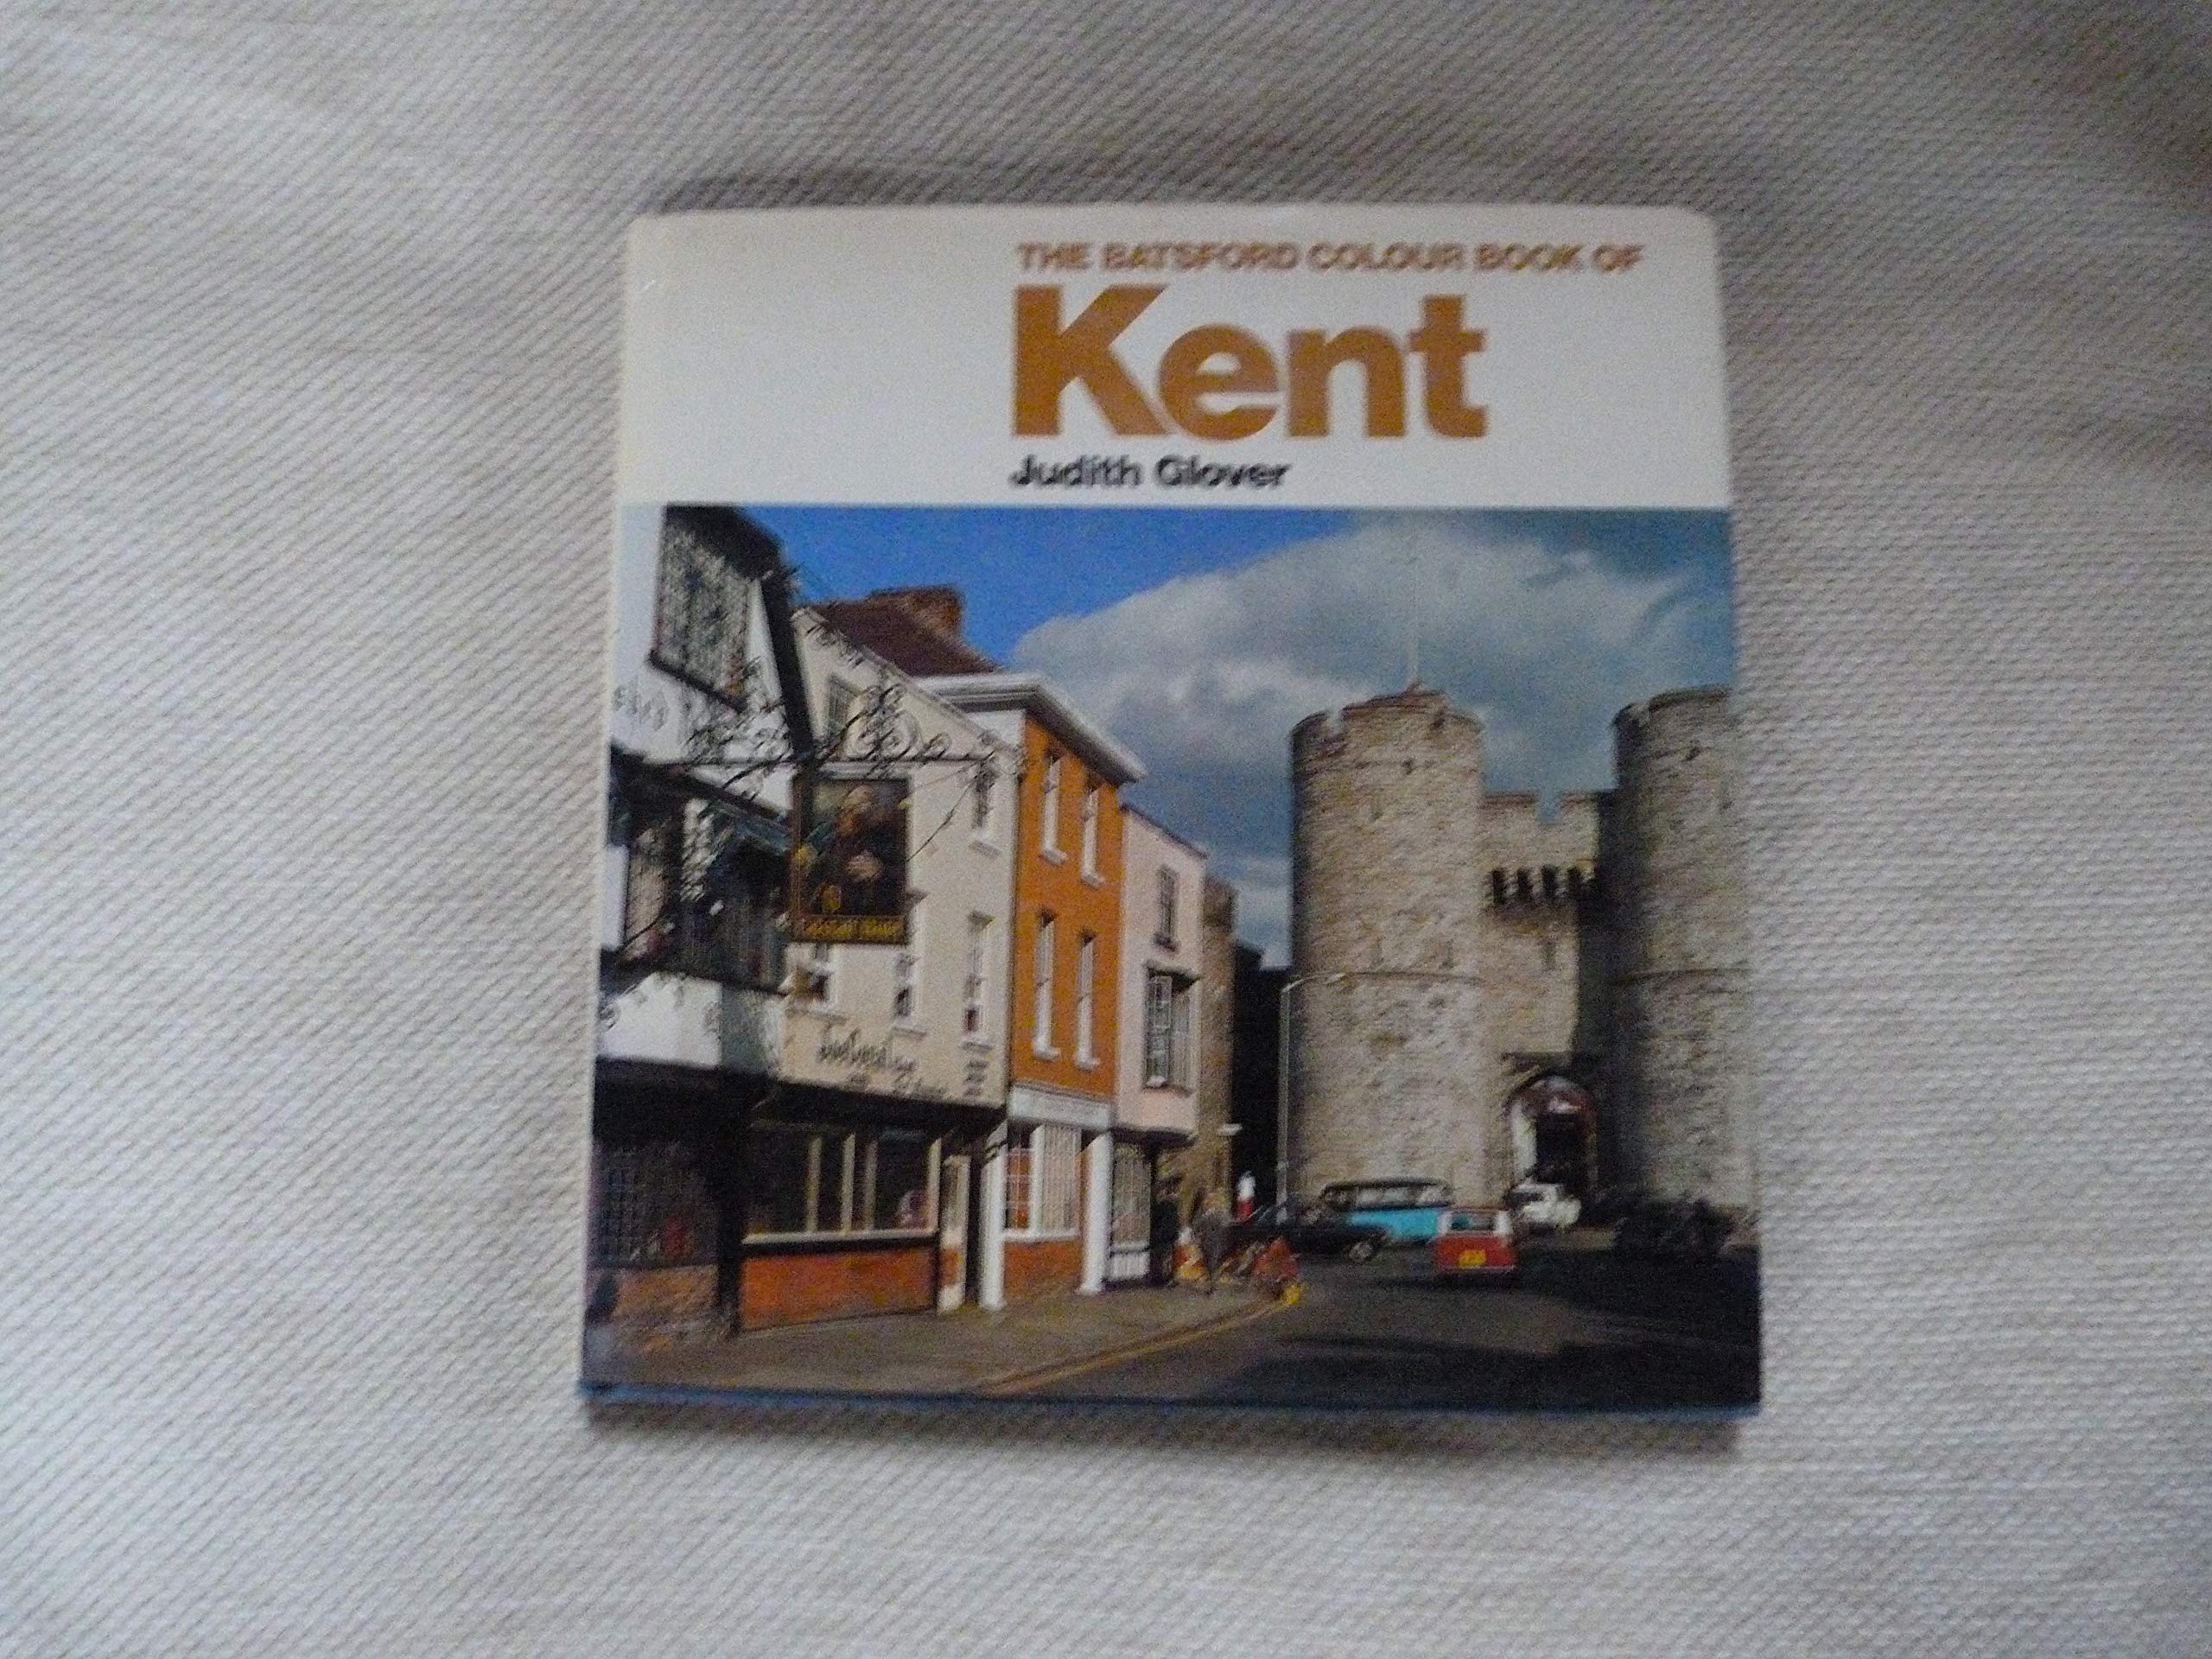 THE BATSFORD COLOUR BOOK OF
Kent
Judith Glover